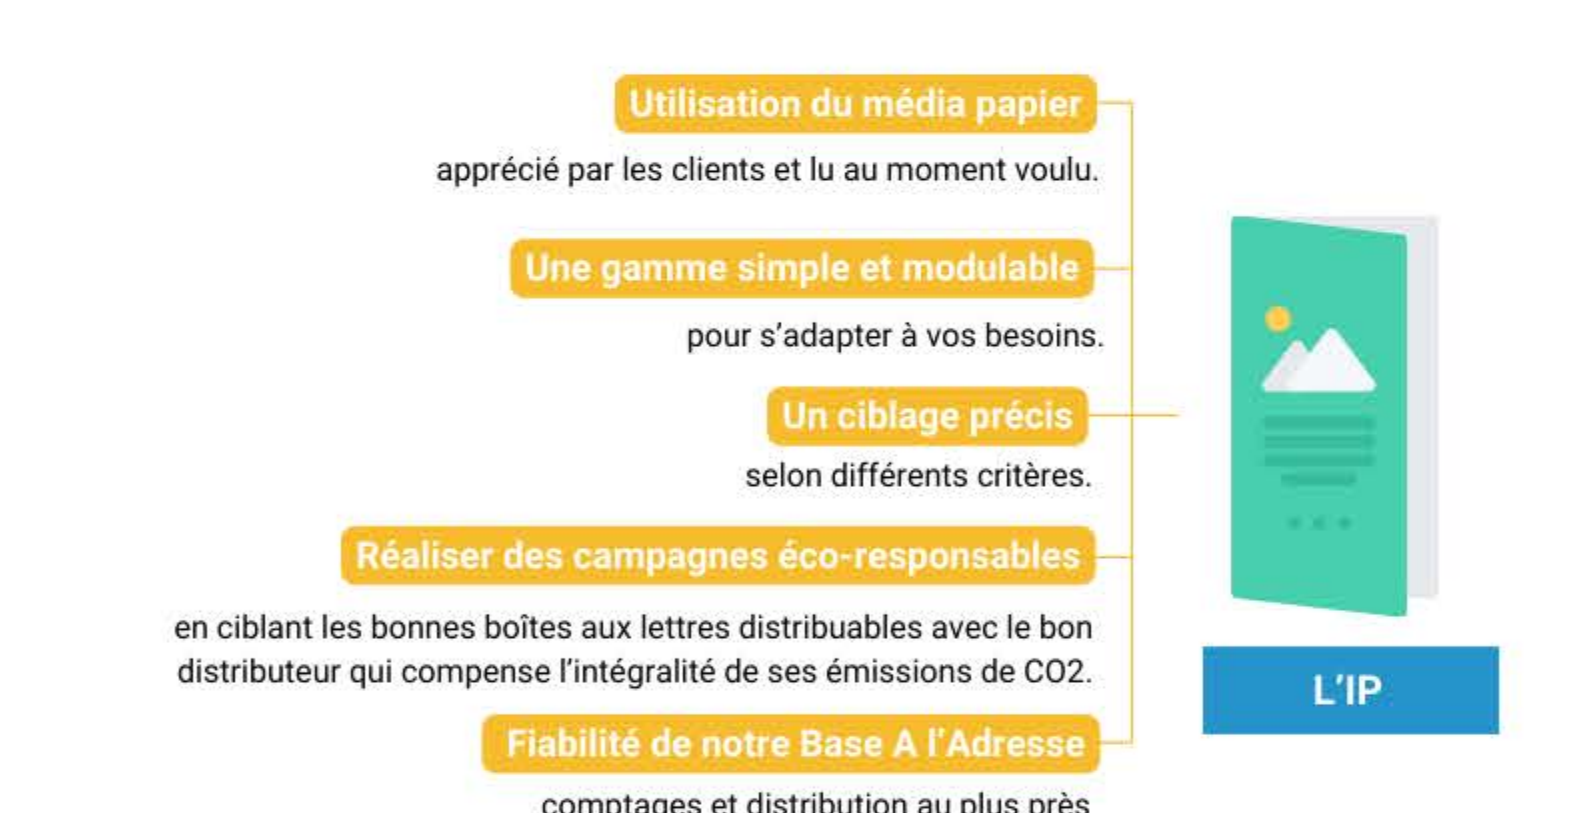 Utilisation du média papier
apprécié par les clients et lu au moment voulu.
Une gamme simple et modulable
pour s’adapter à vos besoins.
Un ciblage précis
selon différents critères.
Réaliser des campagnes éco-responsables
en ciblant les bonnes boîtes aux lettres distribuables avec le bon
distributeur qui compense l’intégralité de ses émissions de CO2.
L’IP
Fiabilité de notre Base A l’Adresse
comptages et distribution au plus près